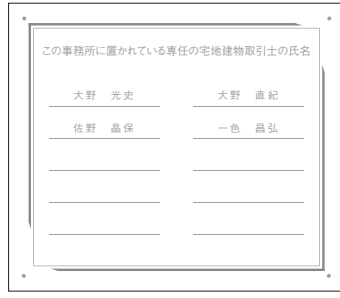 この事務所に置かれている専任の宅地建物取引士の氏名
大野 光史 大野 直紀
佐野 晶保 一色 昌弘